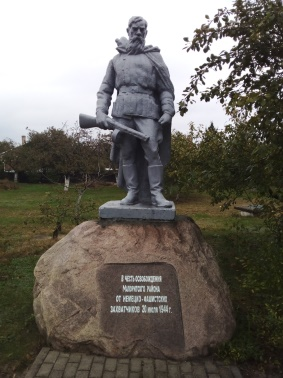 В ЧЕСТЬ ОСВОБОЖДЕНИЯ
МАЛОРИТСКОГО РАЙОНА
ОТ НЕМЕЦКО-ФАШИСТСКИХ
ЗАХВАТЧИКОВ 20 ИЮЛЯ 1944 Г.